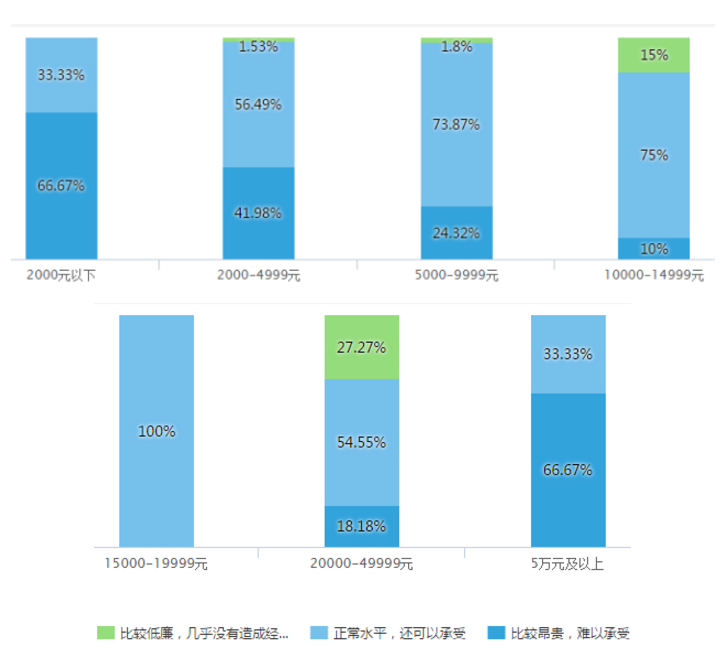 1.53%
1.8%
15%
33.33%
56.49%
73.87%
75%
66.67%
41.98%
24.32%
10%
2000元以下
2000-4999元
5000-9999元
10000-14999元
27.27%
33.33%
100%
54.55%
66.67%
18.18%
15000-19999元
20000-49999元
5万元及以上
比较低廉，几乎没有造成经...
正常水平，还可以承受
比较昂贵，难以承受